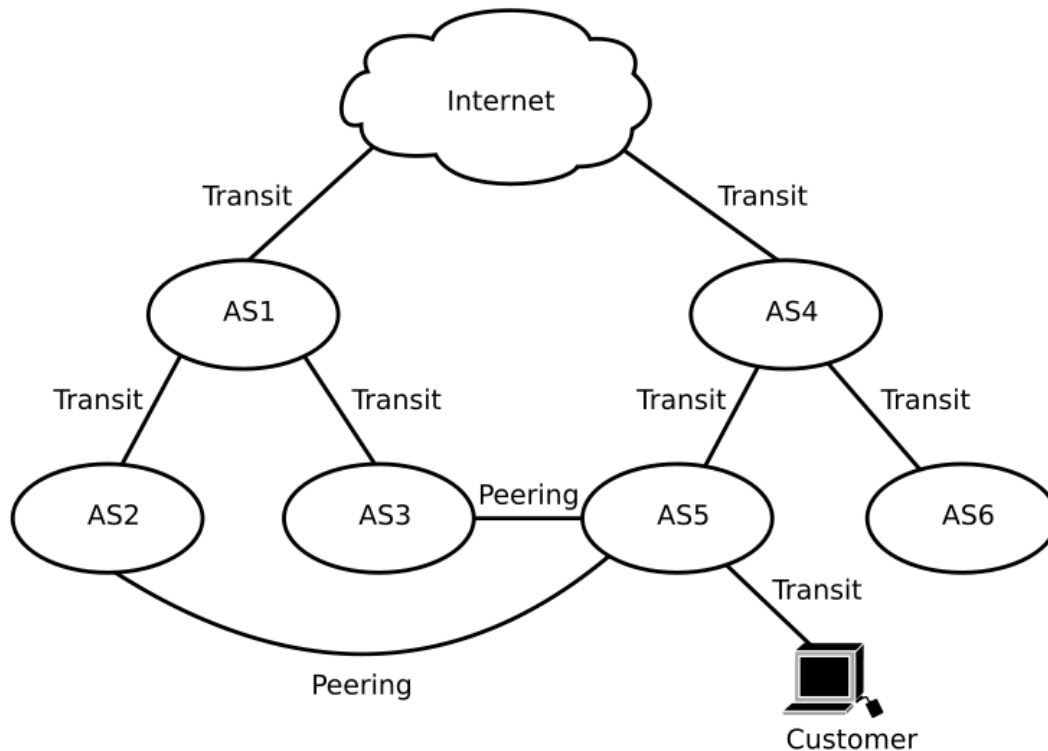 Internet
Transit
Transit
AS1
AS4
Transit
Transit
Transit
Transit
AS2
AS3
Peering
AS5
AS6
Transit
Peering
Customer